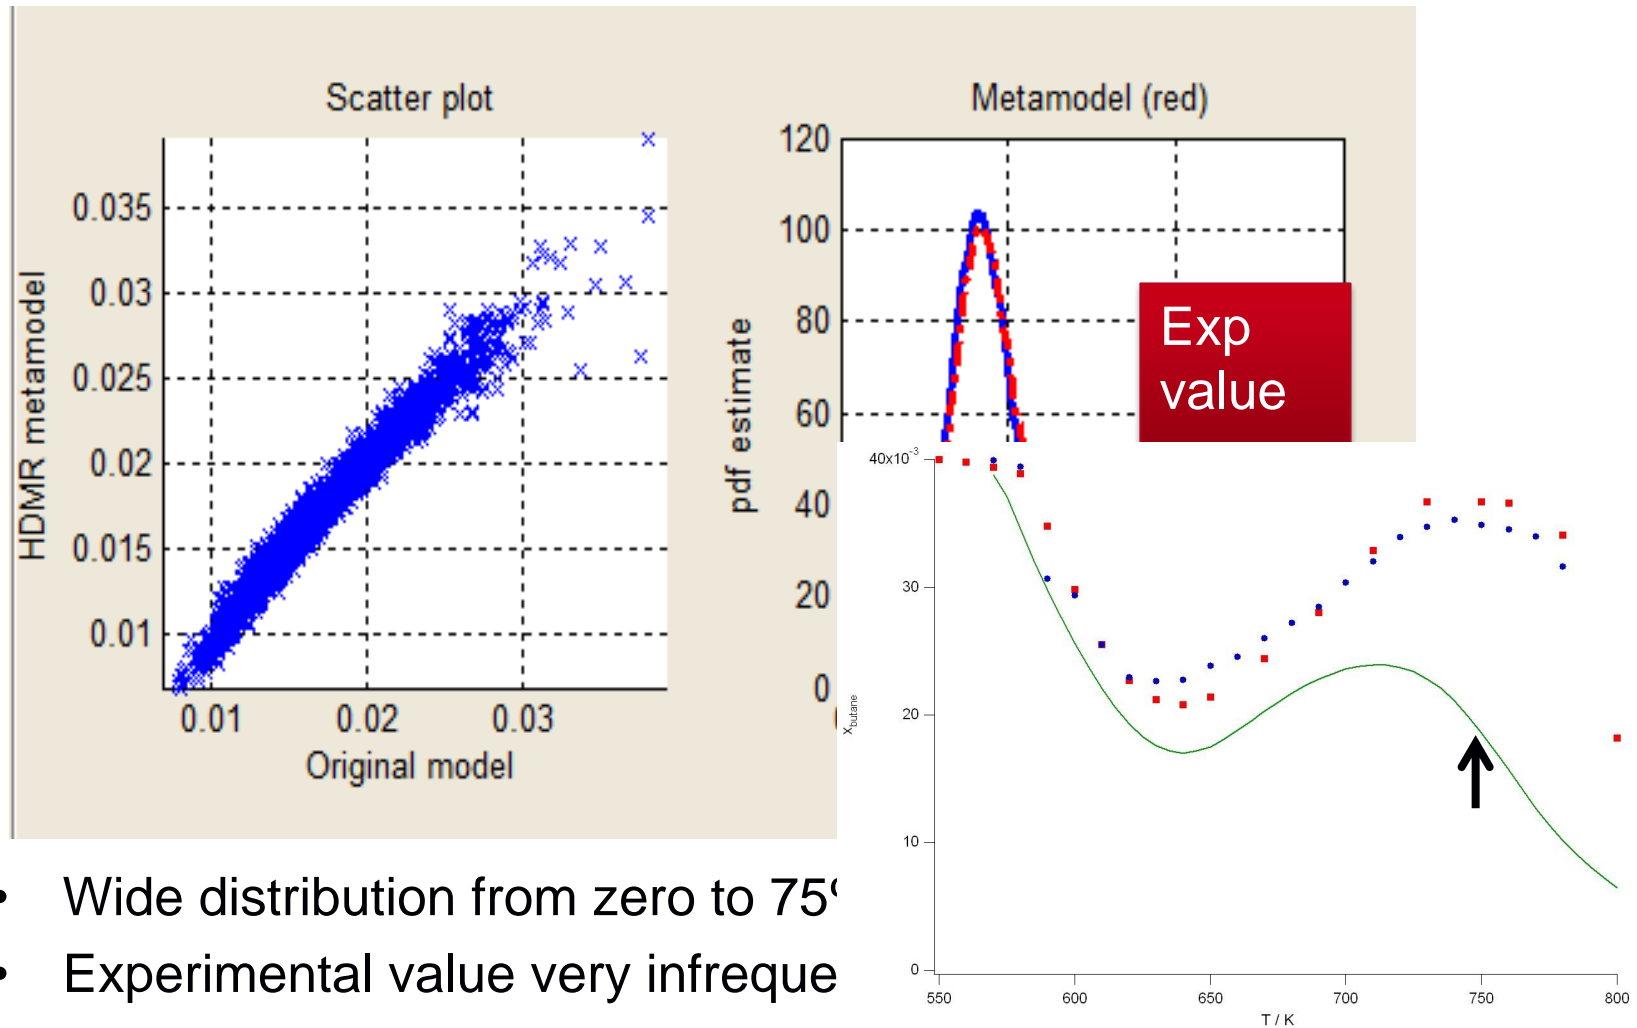 Scatter plot
HDMR metamodel
0.035
0.03
0.025
0.02
0.015
0.01
0.01 0.02 0.03
Original model
Metamodel (red)
pdf estimate
120
100
80
60
40
20
0
Exp
value
40x10-3
30
20
10
0
xbutane
550 600 650 700 750 800
T / K
• Wide distribution from zero to 75
• Experimental value very infreque